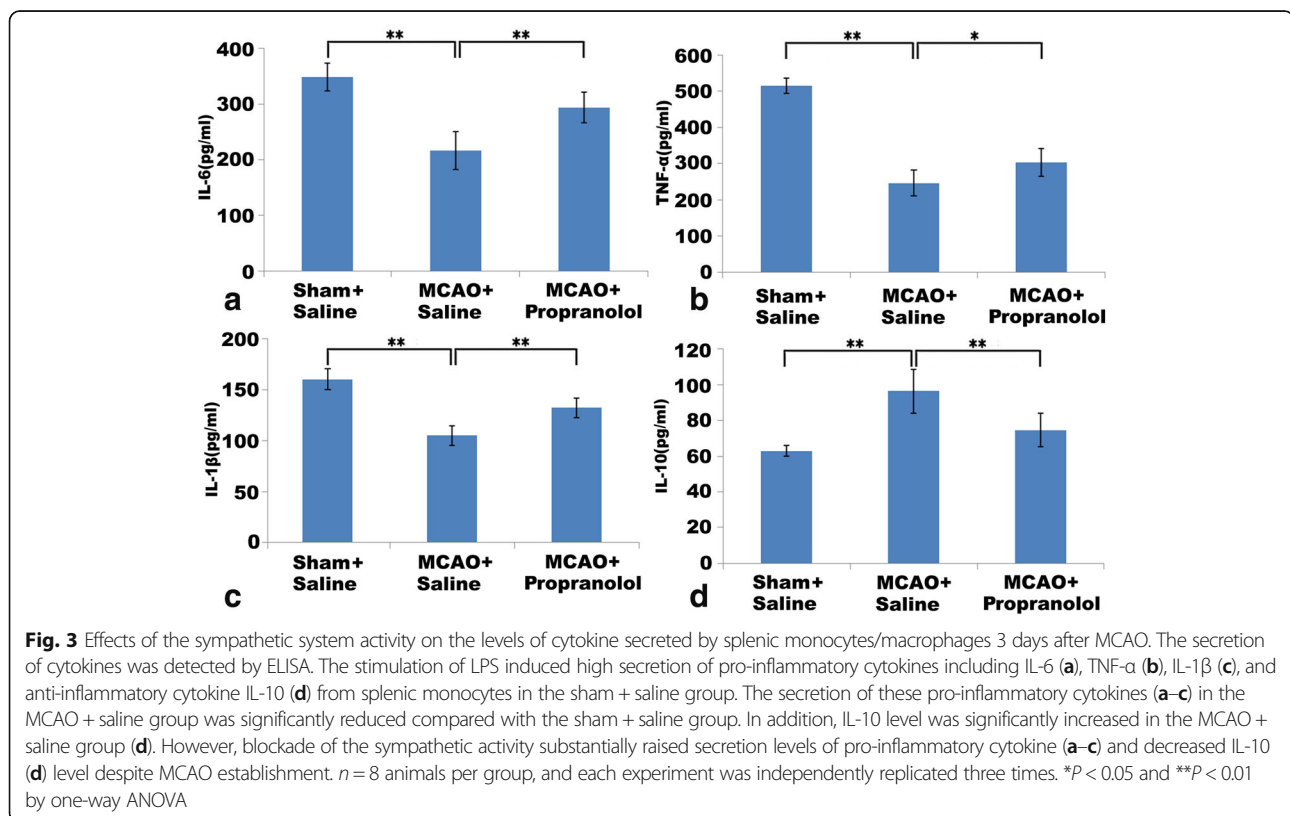 ** **
IL-6(pg/ml)
400
300
200
100
0
Sham+ Saline
MCAO+ Saline
MCAO+ Propranolol
a
** *
TNF-α(pg/ml)
600
500
400
300
200
100
0
Sham+ Saline
MCAO+ Saline
MCAO+ Propranolol
b
** **
IL-1β(pg/ml)
200
150
100
50
0
Sham+ Saline
MCAO+ Saline
MCAO+ Propranolol
c
** **
IL-10(pg/ml)
120
100
80
60
40
20
0
Sham+ Saline
MCAO+ Saline
MCAO+ Propranolol
d
Fig. 3 Effects of the sympathetic system activity on the levels of cytokine secreted by splenic monocytes/macrophages 3 days after MCAO. The secretion
of cytokines was detected by ELISA. The stimulation of LPS induced high secretion of pro-inflammatory cytokines including IL-6 (a), TNF-α (b), IL-1β (c), and
anti-inflammatory cytokine IL-10 (d) from splenic monocytes in the sham + saline group. The secretion of these pro-inflammatory cytokines (a–c) in the
MCAO + saline group was significantly reduced compared with the sham + saline group. In addition, IL-10 level was significantly increased in the MCAO +
saline group (d). However, blockade of the sympathetic activity substantially raised secretion levels of pro-inflammatory cytokine (a–c) and decreased IL-10
(d) level despite MCAO establishment. n = 8 animals per group, and each experiment was independently replicated three times. *P < 0.05 and **P < 0.01
by one-way ANOVA